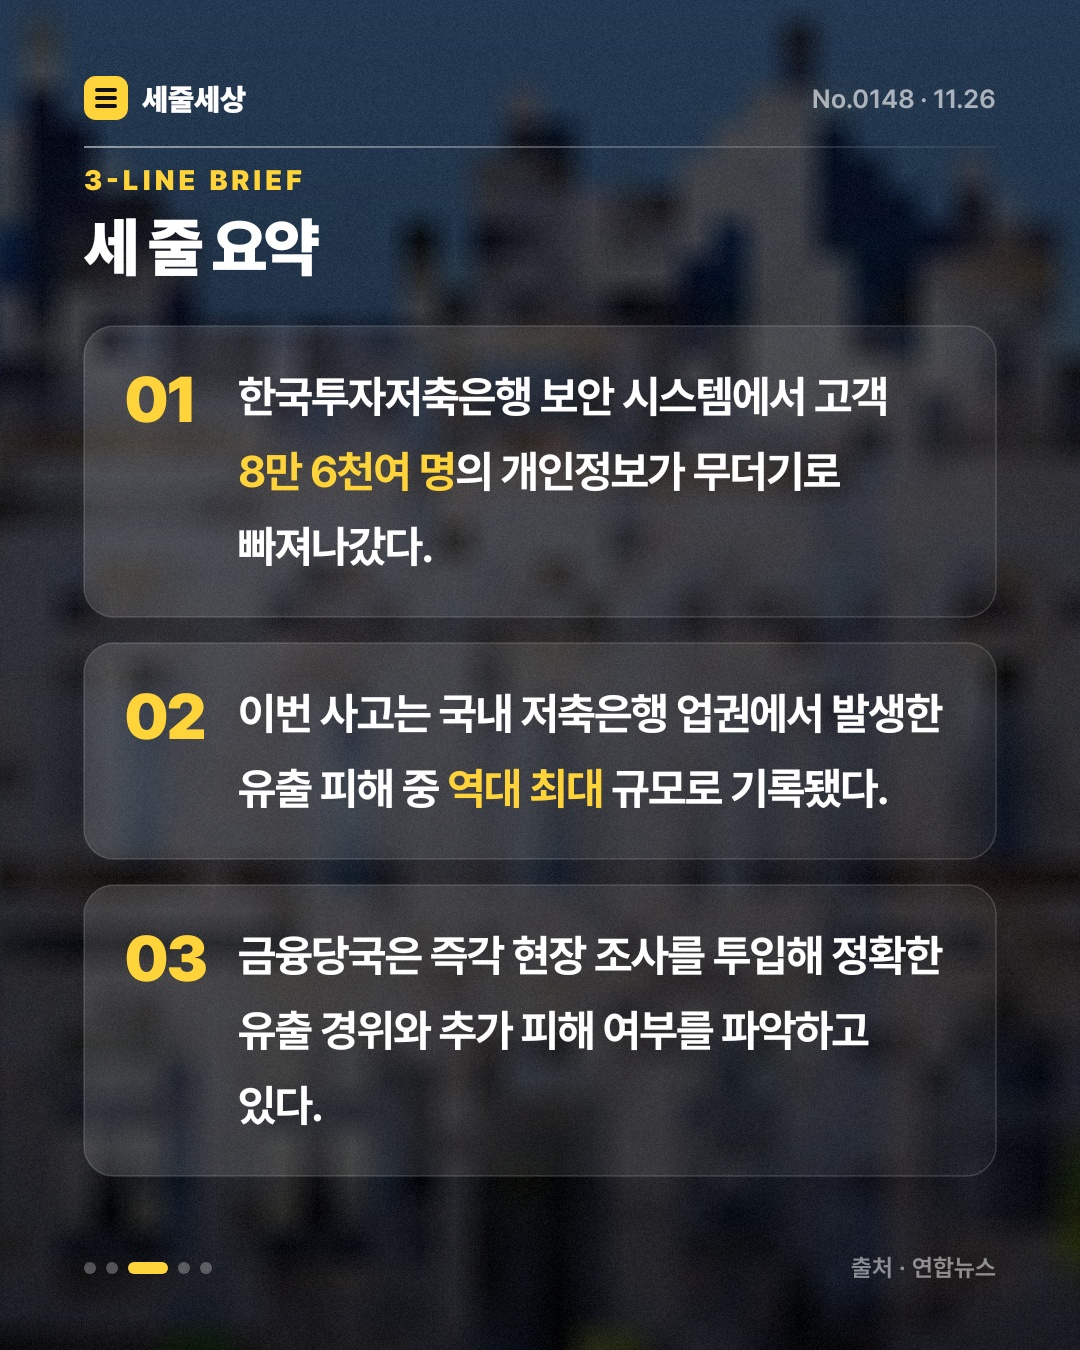 세줄세상
No.0148 · 11.26
3-LINE BRIEF
세 줄 요약
01
한국투자저축은행 보안 시스템에서 고객
8만 6천여 명의 개인정보가 무더기로
빠져나갔다.
02
이번 사고는 국내 저축은행 업권에서 발생한
유출 피해 중 역대 최대 규모로 기록됐다.
03
금융당국은 즉각 현장 조사를 투입해 정확한
유출 경위와 추가 피해 여부를 파악하고
있다.
출처 · 연합뉴스